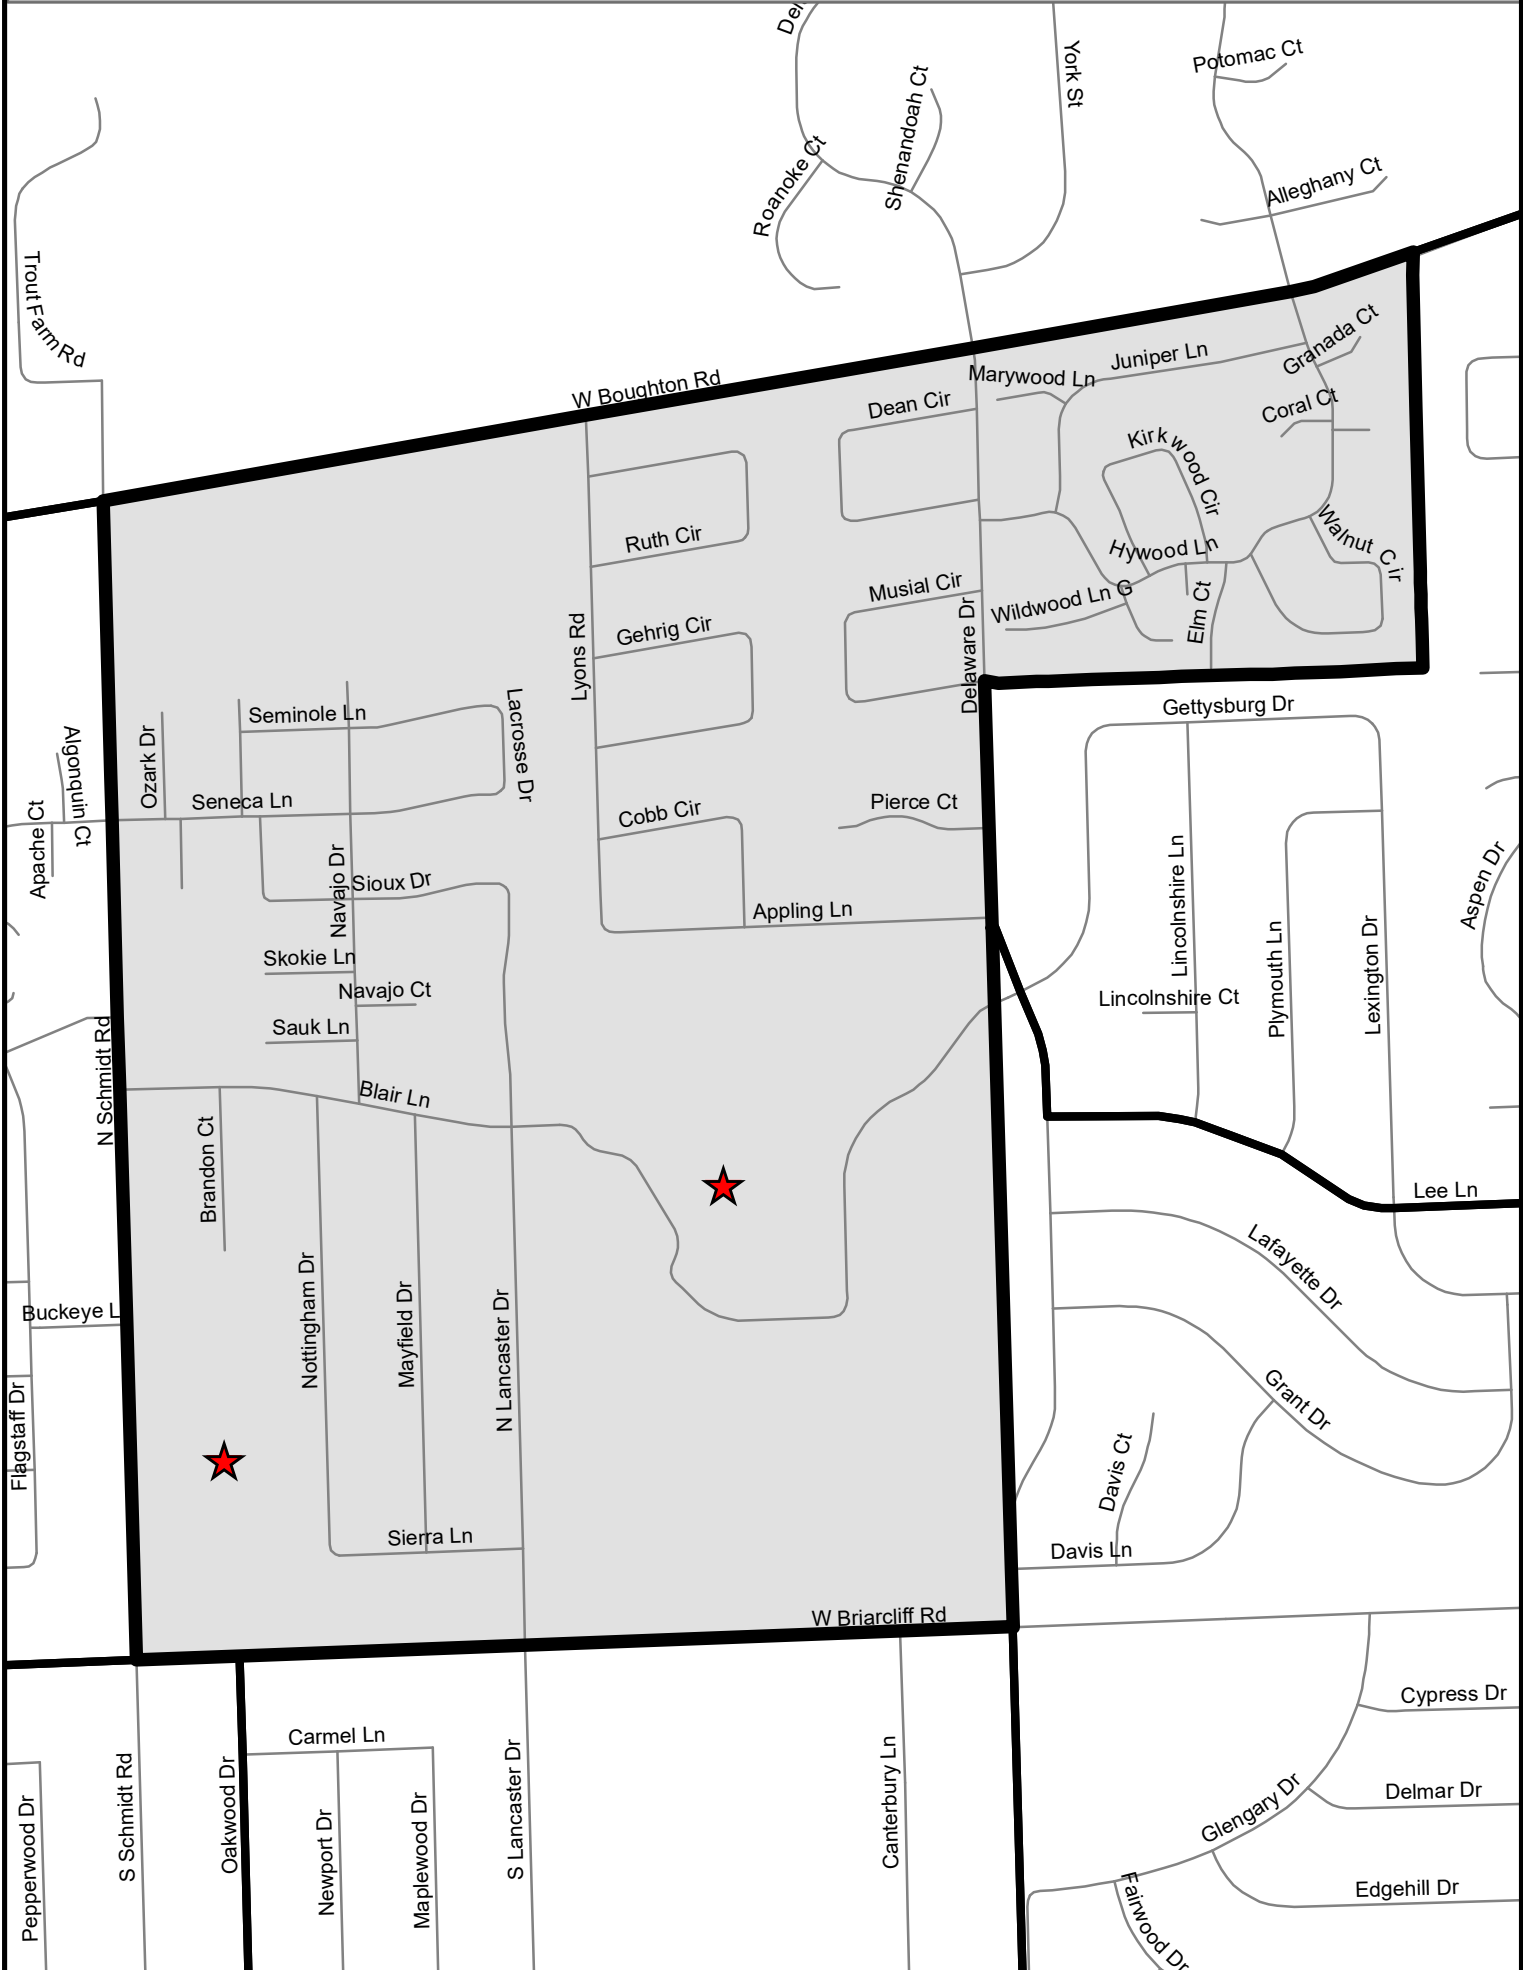 York St
Potomac Ct
Shenandoah Ct
Roanoke Ct
Alleghany Ct
Trout Farm Rd
W Boughton Rd
Granada Ct
Juniper Ln
Marywood Ln
Dean Cir
Coral Ct
Kirkwood Cir
Ruth Cir
Walnut Cir
Hywood Ln
Musial Cir
Wildwood Ln G
Elm Ct
Gehrig Cir
Lyons Rd
Delaware Dr
Seminole Ln
Lacrosse Dr
Gettysburg Dr
Algonquin Ct
Ozark Dr
Seneca Ln
Cobb Cir
Pierce Ct
Apache Ct
Navajo Dr
Sioux Dr
Appling Ln
Lincolnshire Ln
Plymouth Ln
Lexington Dr
Aspen Dr
Skokie Ln
Navajo Ct
Lincolnshire Ct
Sauk Ln
N Schmidt Rd
Blair Ln
Brandon Ct
Lee Ln
Lafayette Dr
Buckeye L
Nottingham Dr
Mayfield Dr
N Lancaster Dr
Flagstaff Dr
Grant Dr
Davis Ct
Sierra Ln
Davis Ln
W Briarcliff Rd
Cypress Dr
Carmel Ln
S Schmidt Rd
Oakwood Dr
S Lancaster Dr
Canterbury Ln
Delmar Dr
Glengary Dr
Pepperwood Dr
Newport Dr
Maplewood Dr
Edgehill Dr
Fairwood Dr